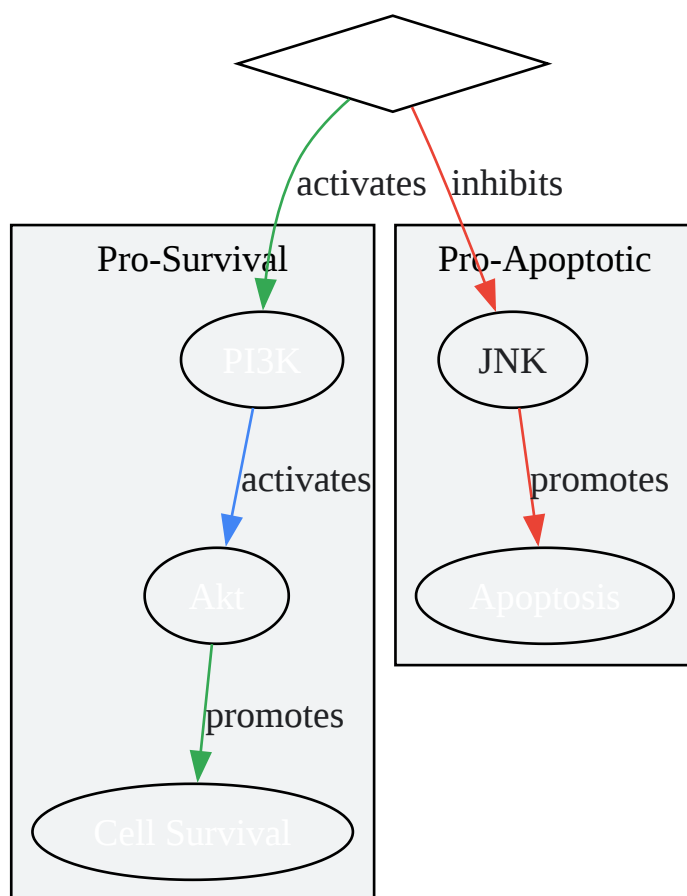 activates
inhibits
Pro-Survival
Pro-Apoptotic
PI3K
JNK
activates
promotes
Akt
Apoptosis
promotes
Cell Survival